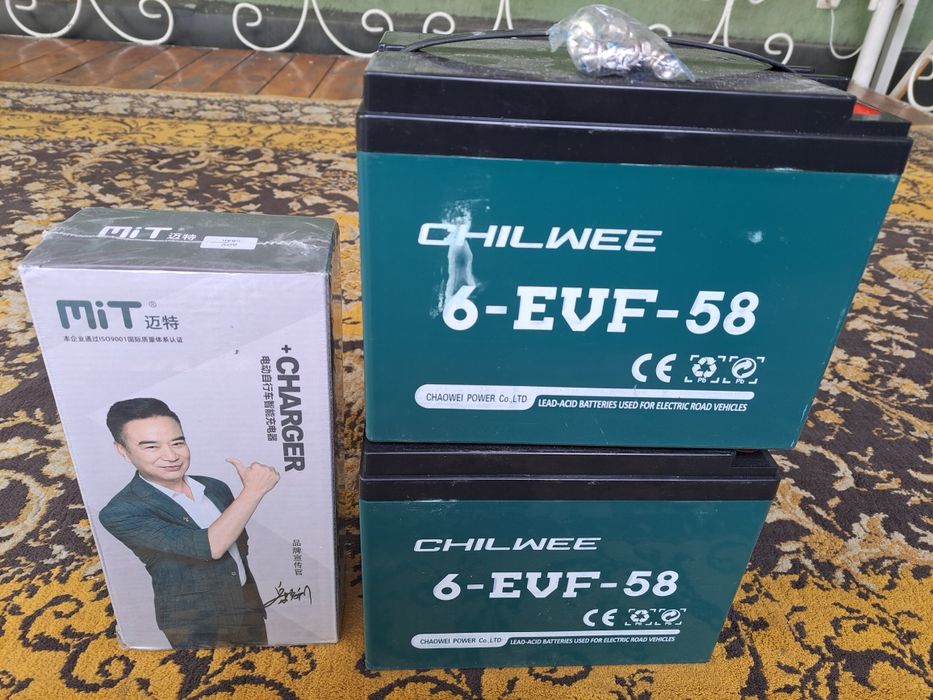 MiT 迈特
MiT® 迈特
本企业通过ISO9001国际质量体系认证
+CHARGER
电动自行车智能充电器
品牌宣传官
CHILWEE
6-EVF-58
CE Pb
CHAOWEI POWER Co.,LTD LEAD-ACID BATTERIES USED FOR ELECTRIC ROAD VEHICLES
CHILWEE
6-EVF-58
CE
CHAOWEI POWER Co.,LTD LEAD-ACID BATTERIES USED FOR ELECTRIC ROAD VEHICLES